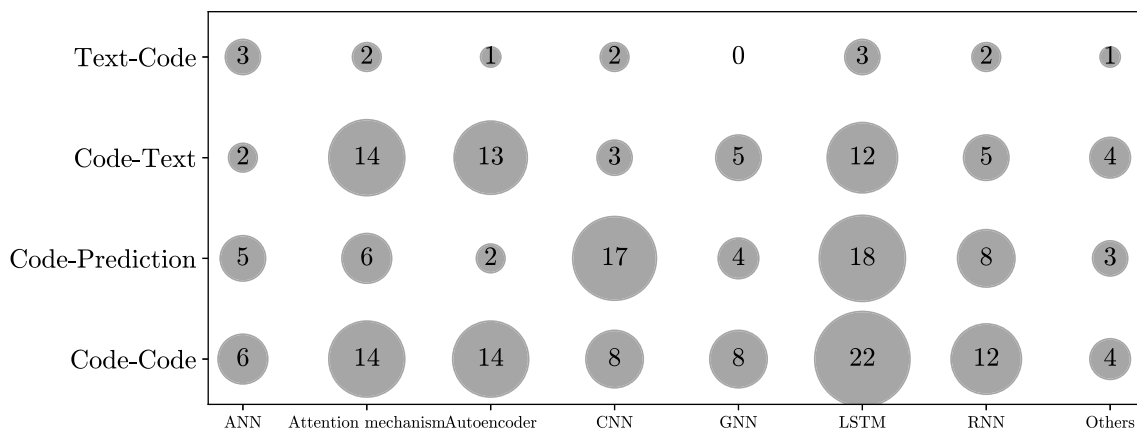 Text-Code 3 2 1 2 0 3 2 1
Code-Text 2 14 13 3 5 12 5 4
Code-Prediction 5 6 2 17 4 18 8 3
Code-Code 6 14 14 8 8 22 12 4
ANN Attention mechanism Autoencoder CNN GNN LSTM RNN Others